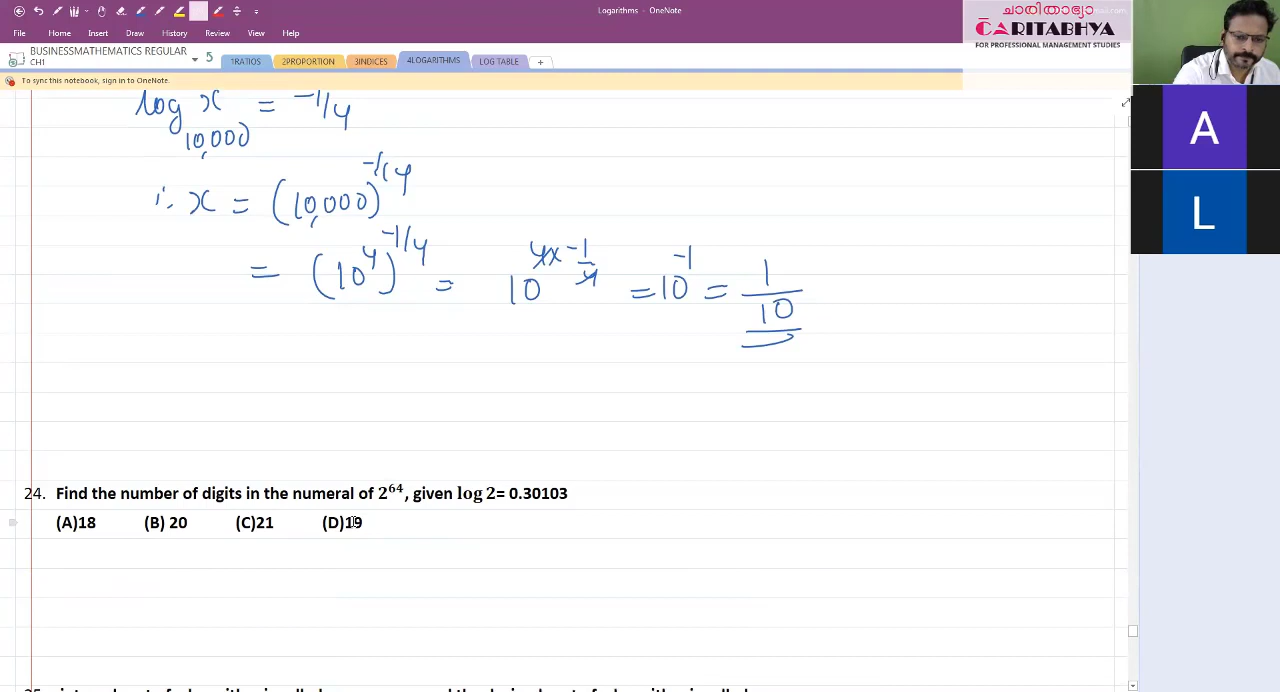 Logarithms - OneNote
ചാരിതാഭ്യാ
CARITABHYA
FOR PROFESSIONAL MANAGEMENT STUDIES
File Home Insert Draw History Review View Help
BUSINESSMATHEMATICS REGULAR
CH1
1RATIOS 2PROPORTION 3INDICES 4LOGARITHMS LOG TABLE +
To sync this notebook, sign in to OneNote.
log x = -1/4
10,000
∴ x = (10,000)^-1/4
= (10^4)^-1/4 = 10^4x-1/4 = 10^-1 = 1/10
A
L
24. Find the number of digits in the numeral of 2^64, given log 2= 0.30103
(A)18 (B) 20 (C)21 (D)19